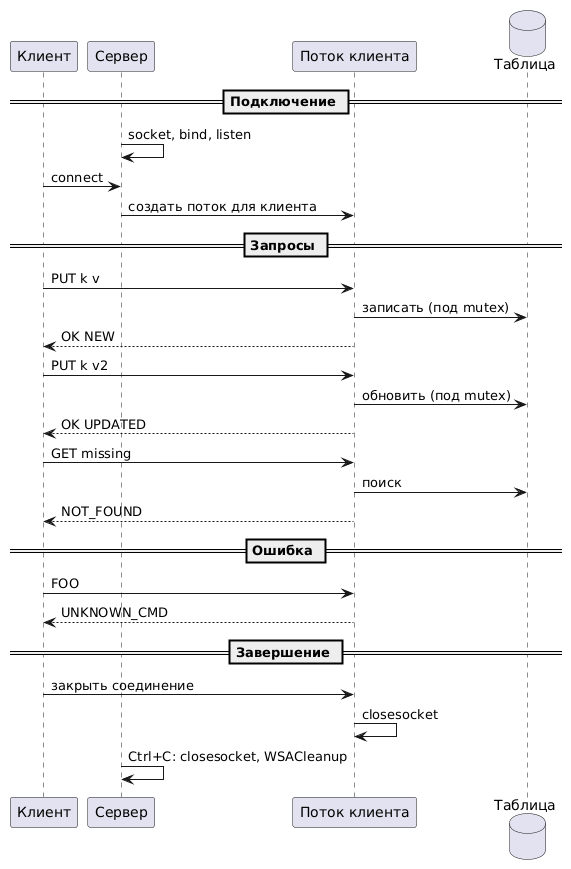 Клиент Сервер Поток клиента Таблица
Подключение
socket, bind, listen
connect
создать поток для клиента
Запросы
PUT k v
записать (под mutex)
OK NEW
PUT k v2
обновить (под mutex)
OK UPDATED
GET missing
поиск
NOT_FOUND
Ошибка
FOO
UNKNOWN_CMD
Завершение
закрыть соединение
closesocket
Ctrl+C: closesocket, WSACleanup
Клиент Сервер Поток клиента Таблица